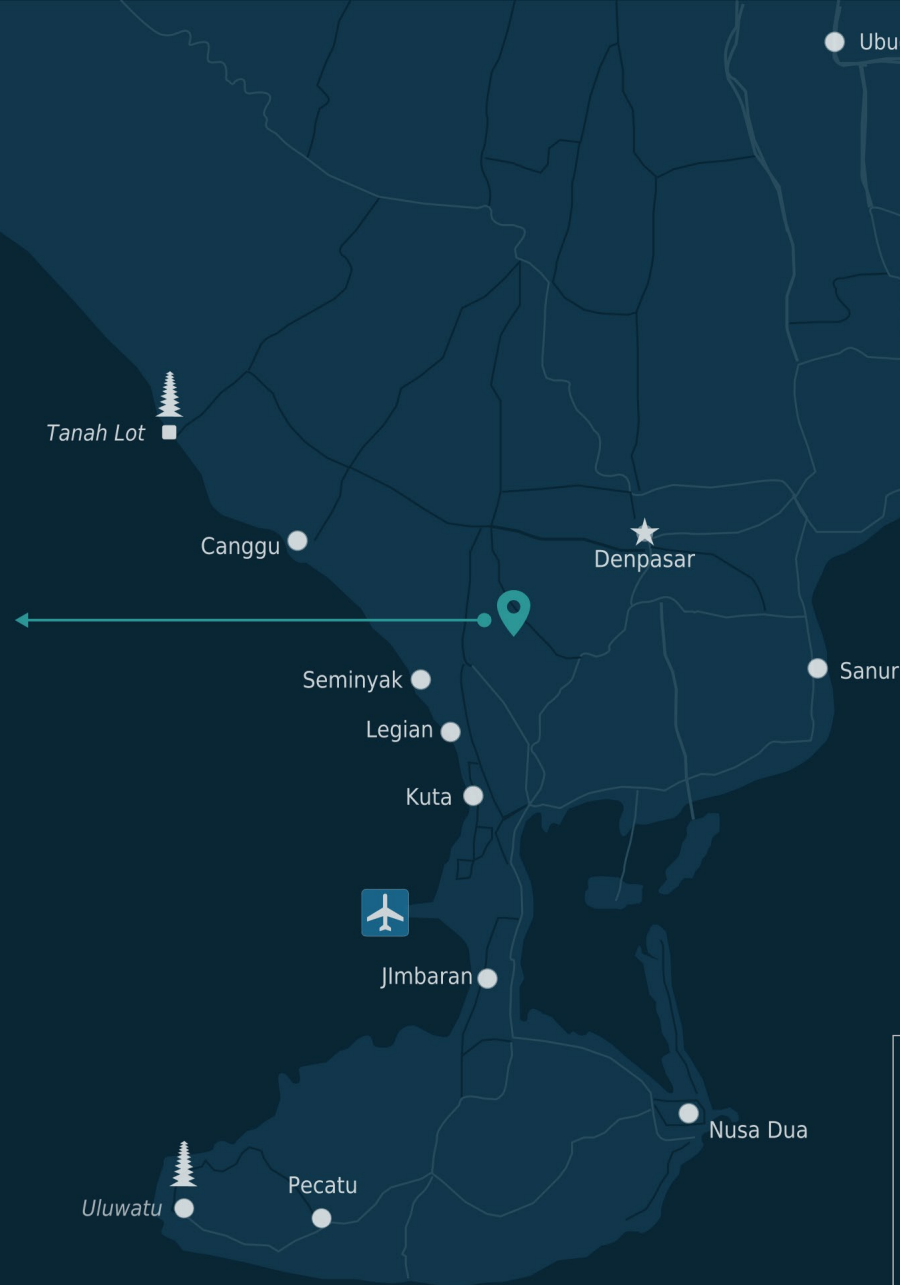 Ubu
Tanah Lot
Canggu
Denpasar
Seminyak
Sanur
Legian
Kuta
JImbaran
Nusa Dua
Pecatu
Uluwatu